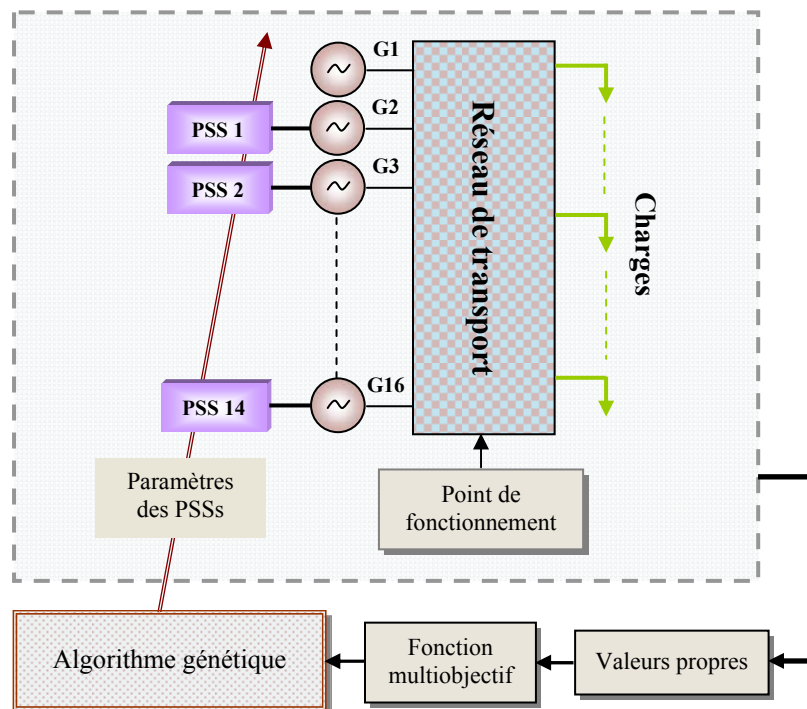 G1
PSS 1
G2
PSS 2
G3
PSS 14
G16
Réseau de transport
Charges
Paramètres
des PSSs
Point de
fonctionnement
Algorithme génétique
Fonction
multiobjectif
Valeurs propres